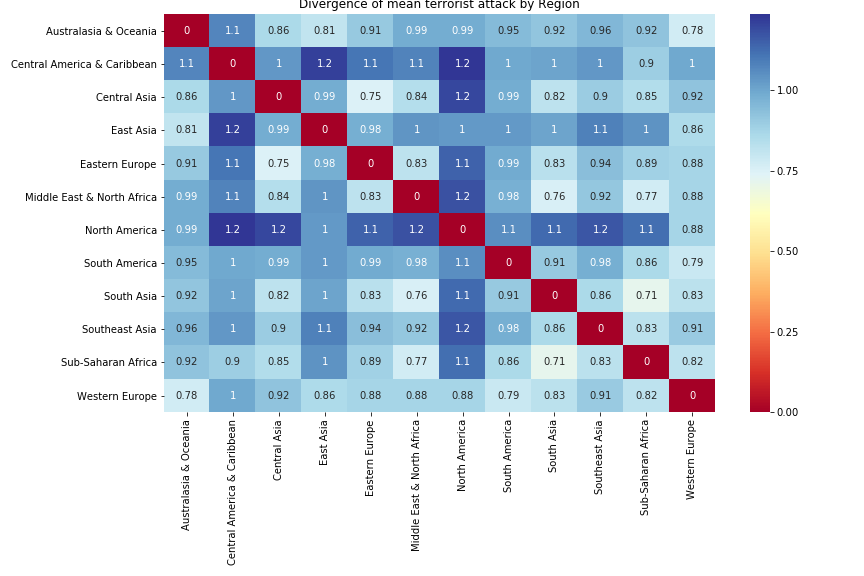 Divergence of mean terrorist attack by Region
Australasia & Oceania 0 1.1 0.86 0.81 0.91 0.99 0.99 0.95 0.92 0.96 0.92 0.78
Central America & Caribbean 1.1 0 1 1.2 1.1 1.1 1.2 1 1 1 0.9 1
Central Asia 0.86 1 0 0.99 0.75 0.84 1.2 0.99 0.82 0.9 0.85 0.92
East Asia 0.81 1.2 0.99 0 0.98 1 1 1 1 1.1 1 0.86
Eastern Europe 0.91 1.1 0.75 0.98 0 0.83 1.1 0.99 0.83 0.94 0.89 0.88
Middle East & North Africa 0.99 1.1 0.84 1 0.83 0 1.2 0.98 0.76 0.92 0.77 0.88
North America 0.99 1.2 1.2 1 1.1 1.2 0 1.1 1.1 1.2 1.1 0.88
South America 0.95 1 0.99 1 0.99 0.98 1.1 0 0.91 0.98 0.86 0.79
South Asia 0.92 1 0.82 1 0.83 0.76 1.1 0.91 0 0.86 0.71 0.83
Southeast Asia 0.96 1 0.9 1.1 0.94 0.92 1.2 0.98 0.86 0 0.83 0.91
Sub-Saharan Africa 0.92 0.9 0.85 1 0.89 0.77 1.1 0.86 0.71 0.83 0 0.82
Western Europe 0.78 1 0.92 0.86 0.88 0.88 0.88 0.79 0.83 0.91 0.82 0
Australasia & Oceania
Central America & Caribbean
Central Asia
East Asia
Eastern Europe
Middle East & North Africa
North America
South America
South Asia
Southeast Asia
Sub-Saharan Africa
Western Europe
1.00
0.75
0.50
0.25
0.00